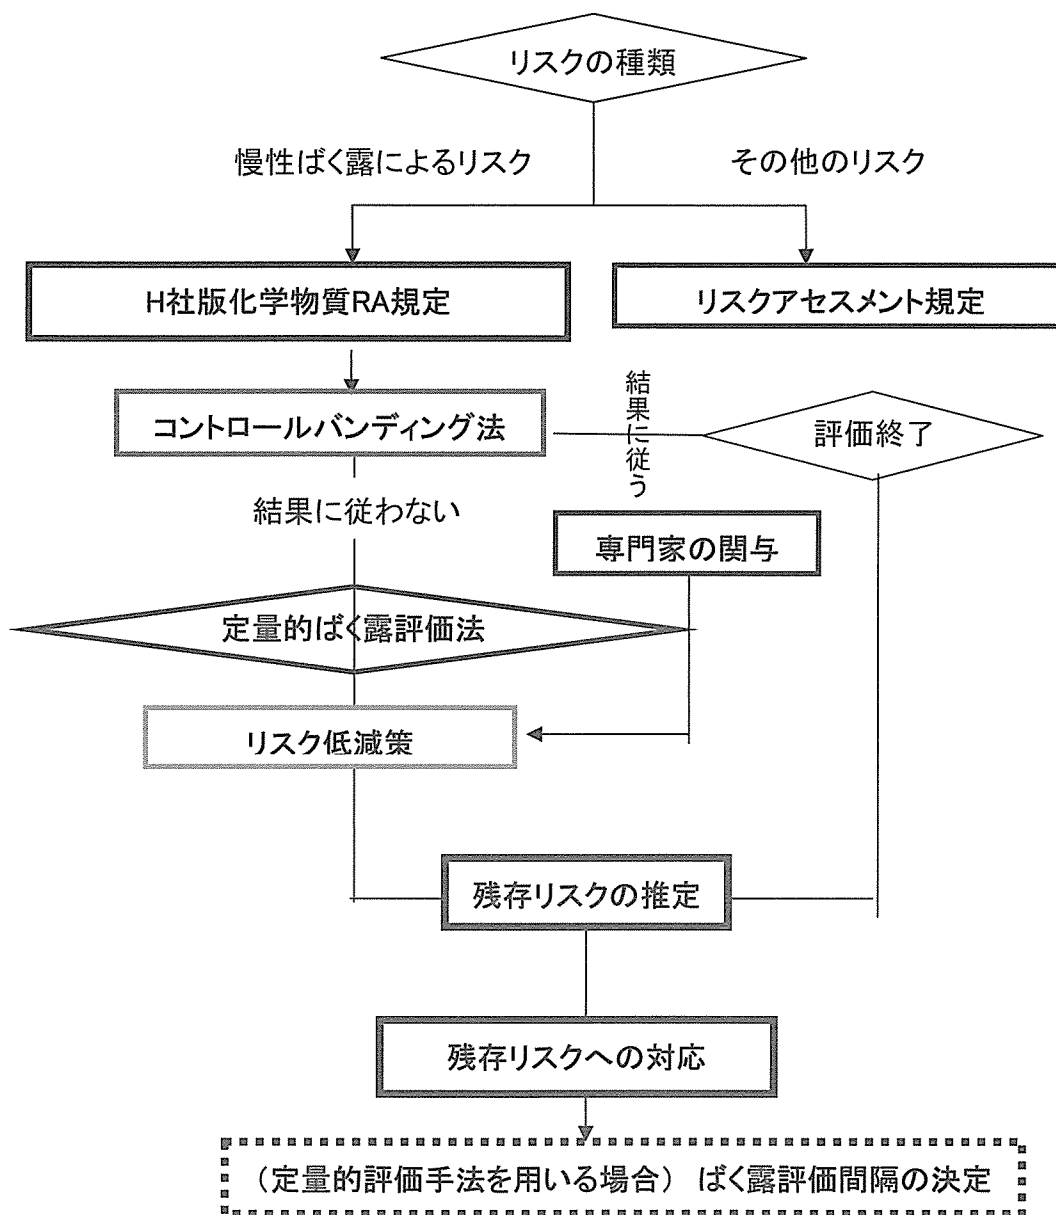 リスクの種類
慢性ばく露によるリスク
その他のリスク
H社版化学物質RA規定
リスクアセスメント規定
コントロールバンディング法
結果に従う
評価終了
結果に従わない
専門家の関与
定量的ばく露評価法
リスク低減策
残存リスクの推定
残存リスクへの対応
（定量的評価手法を用いる場合） ばく露評価間隔の決定